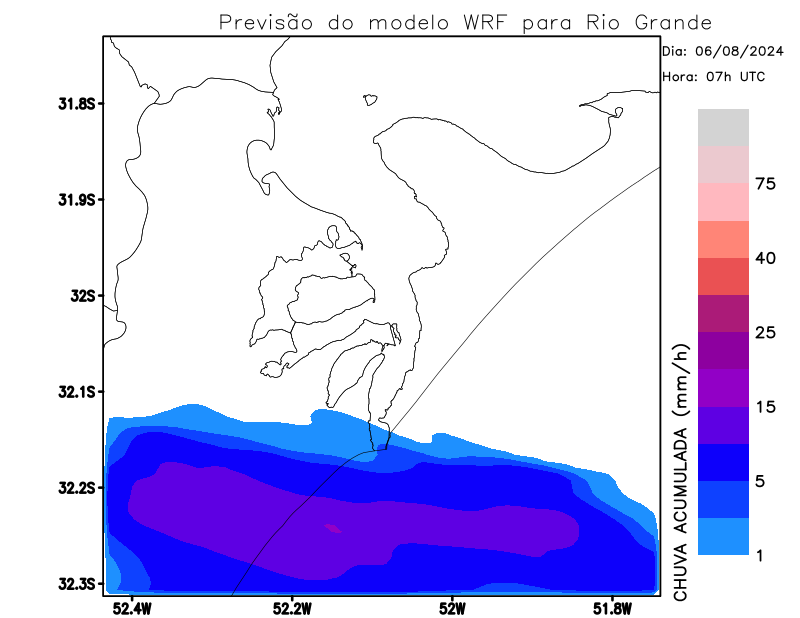 Previsão do modelo WRF para Rio Grande
Dia: 06/08/2024
Hora: 07h UTC
31.8S
31.9S
32S
32.1S
32.2S
32.3S
52.4W
52.2W
52W
51.8W
75
40
25
15
5
1
CHUVA ACUMULADA (mm/h)